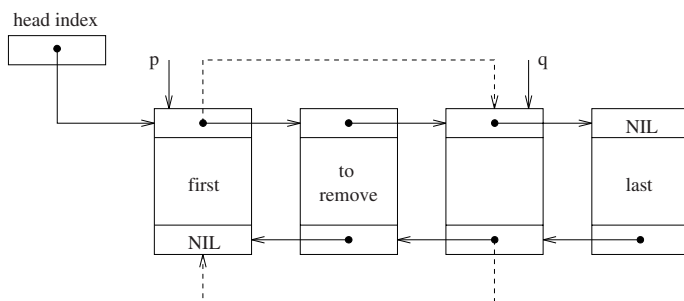 head index
p
q
NIL
first
to
remove
last
NIL